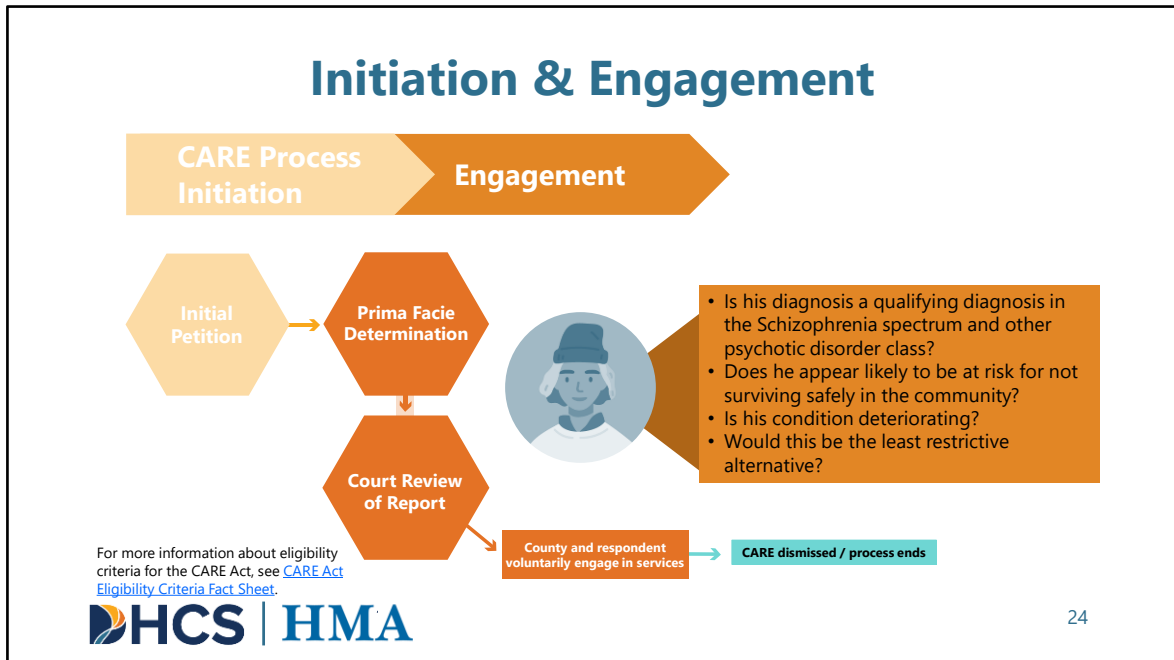 Initiation & Engagement
CARE Process
Initiation
Engagement
Initial
Petition
Prima Facie
Determination
• Is his diagnosis a qualifying diagnosis in
the Schizophrenia spectrum and other
psychotic disorder class?
• Does he appear likely to be at risk for not
surviving safely in the community?
• Is his condition deteriorating?
• Would this be the least restrictive
alternative?
Court Review
of Report
County and respondent
voluntarily engage in services
CARE dismissed / process ends
For more information about eligibility
criteria for the CARE Act, see CARE Act
Eligibility Criteria Fact Sheet.
DHCS | HMA
24